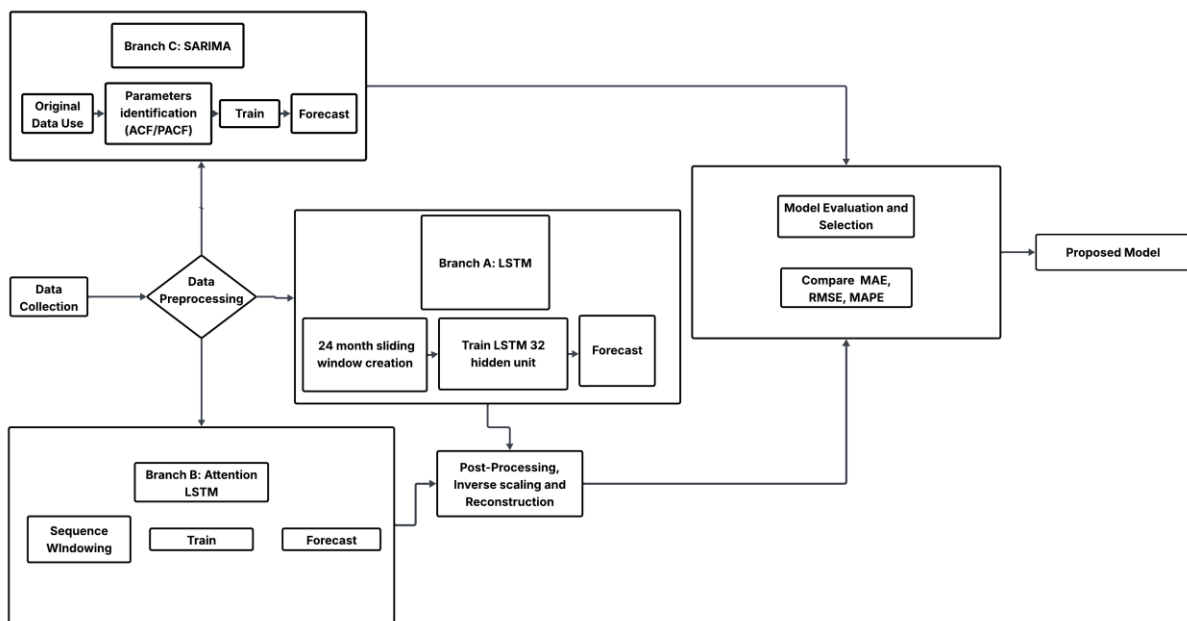 Branch C: SARIMA
Original
Data Use
Parameters
identification
(ACF/PACF)
Train
Forecast
Data
Collection
Data
Preprocessing
Branch A: LSTM
24 month sliding
window creation
Train LSTM 32
hidden unit
Forecast
Branch B: Attention
LSTM
Sequence
WIndowing
Train
Forecast
Post-Processing,
Inverse scaling and
Reconstruction
Model Evaluation and
Selection
Compare MAE,
RMSE, MAPE
Proposed Model